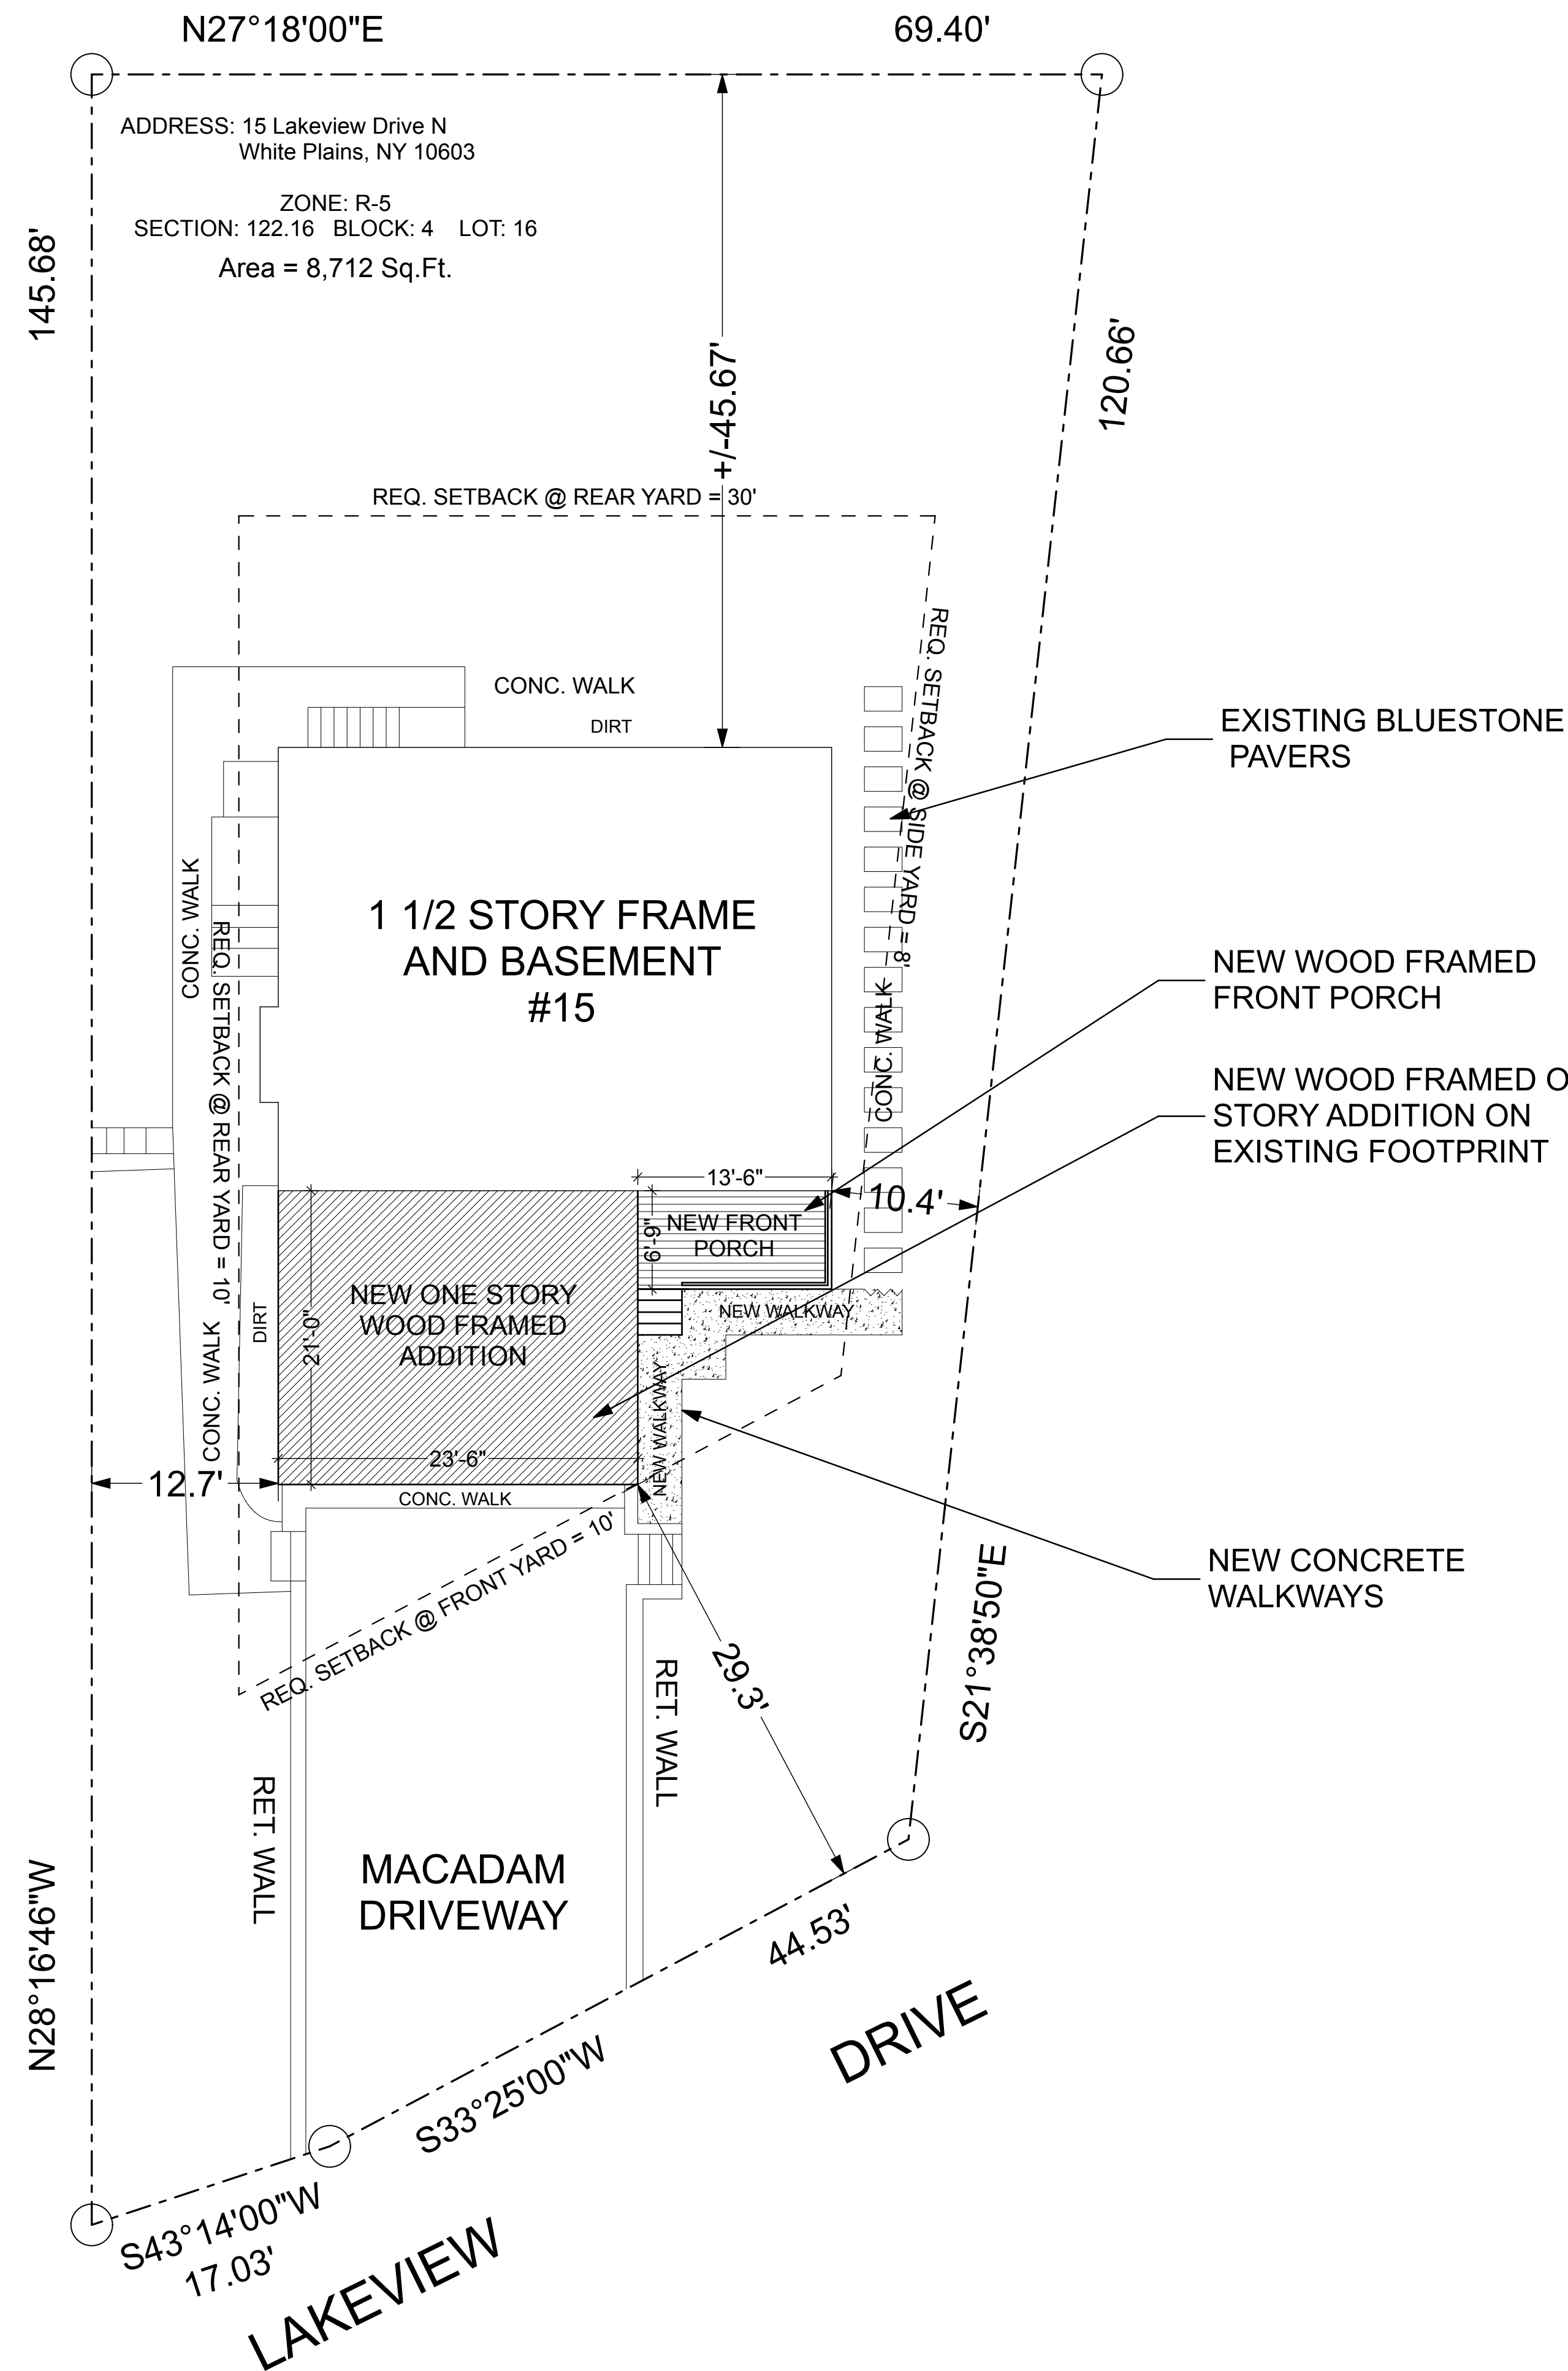 N27°18'00"E
69.40'
ADDRESS: 15 Lakeview Drive N
White Plains, NY 10603
ZONE: R-5
SECTION: 122.16 BLOCK: 4 LOT: 16
Area = 8,712 Sq.Ft.
145.68'
120.66'
+/-45.67'
REQ. SETBACK @ REAR YARD = 30'
CONC. WALK
DIRT
REQ. SETBACK @ SIDE YARD = 8'
EXISTING BLUESTONE
PAVERS
CONC. WALK
1 1/2 STORY FRAME
AND BASEMENT
#15
REQ. SETBACK @ REAR YARD = 10'
CONC. WALK
NEW WOOD FRAMED
FRONT PORCH
NEW WOOD FRAMED O
STORY ADDITION ON
EXISTING FOOTPRINT
13'-6"
10.4'
6'-9"
NEW FRONT
PORCH
NEW ONE STORY
WOOD FRAMED
ADDITION
21'-0"
23'-6"
DIRT
CONC. WALK
NEW WALKWAY
NEW WALKWAY
12.7'
CONC. WALK
REQ. SETBACK @ FRONT YARD = 10'
NEW CONCRETE
WALKWAYS
29.3'
S21°38'50"E
RET. WALL
RET. WALL
MACADAM
DRIVEWAY
N28°16'46"W
44.53'
S33°25'00"W
DRIVE
S43°14'00"W
17.03'
LAKEVIEW